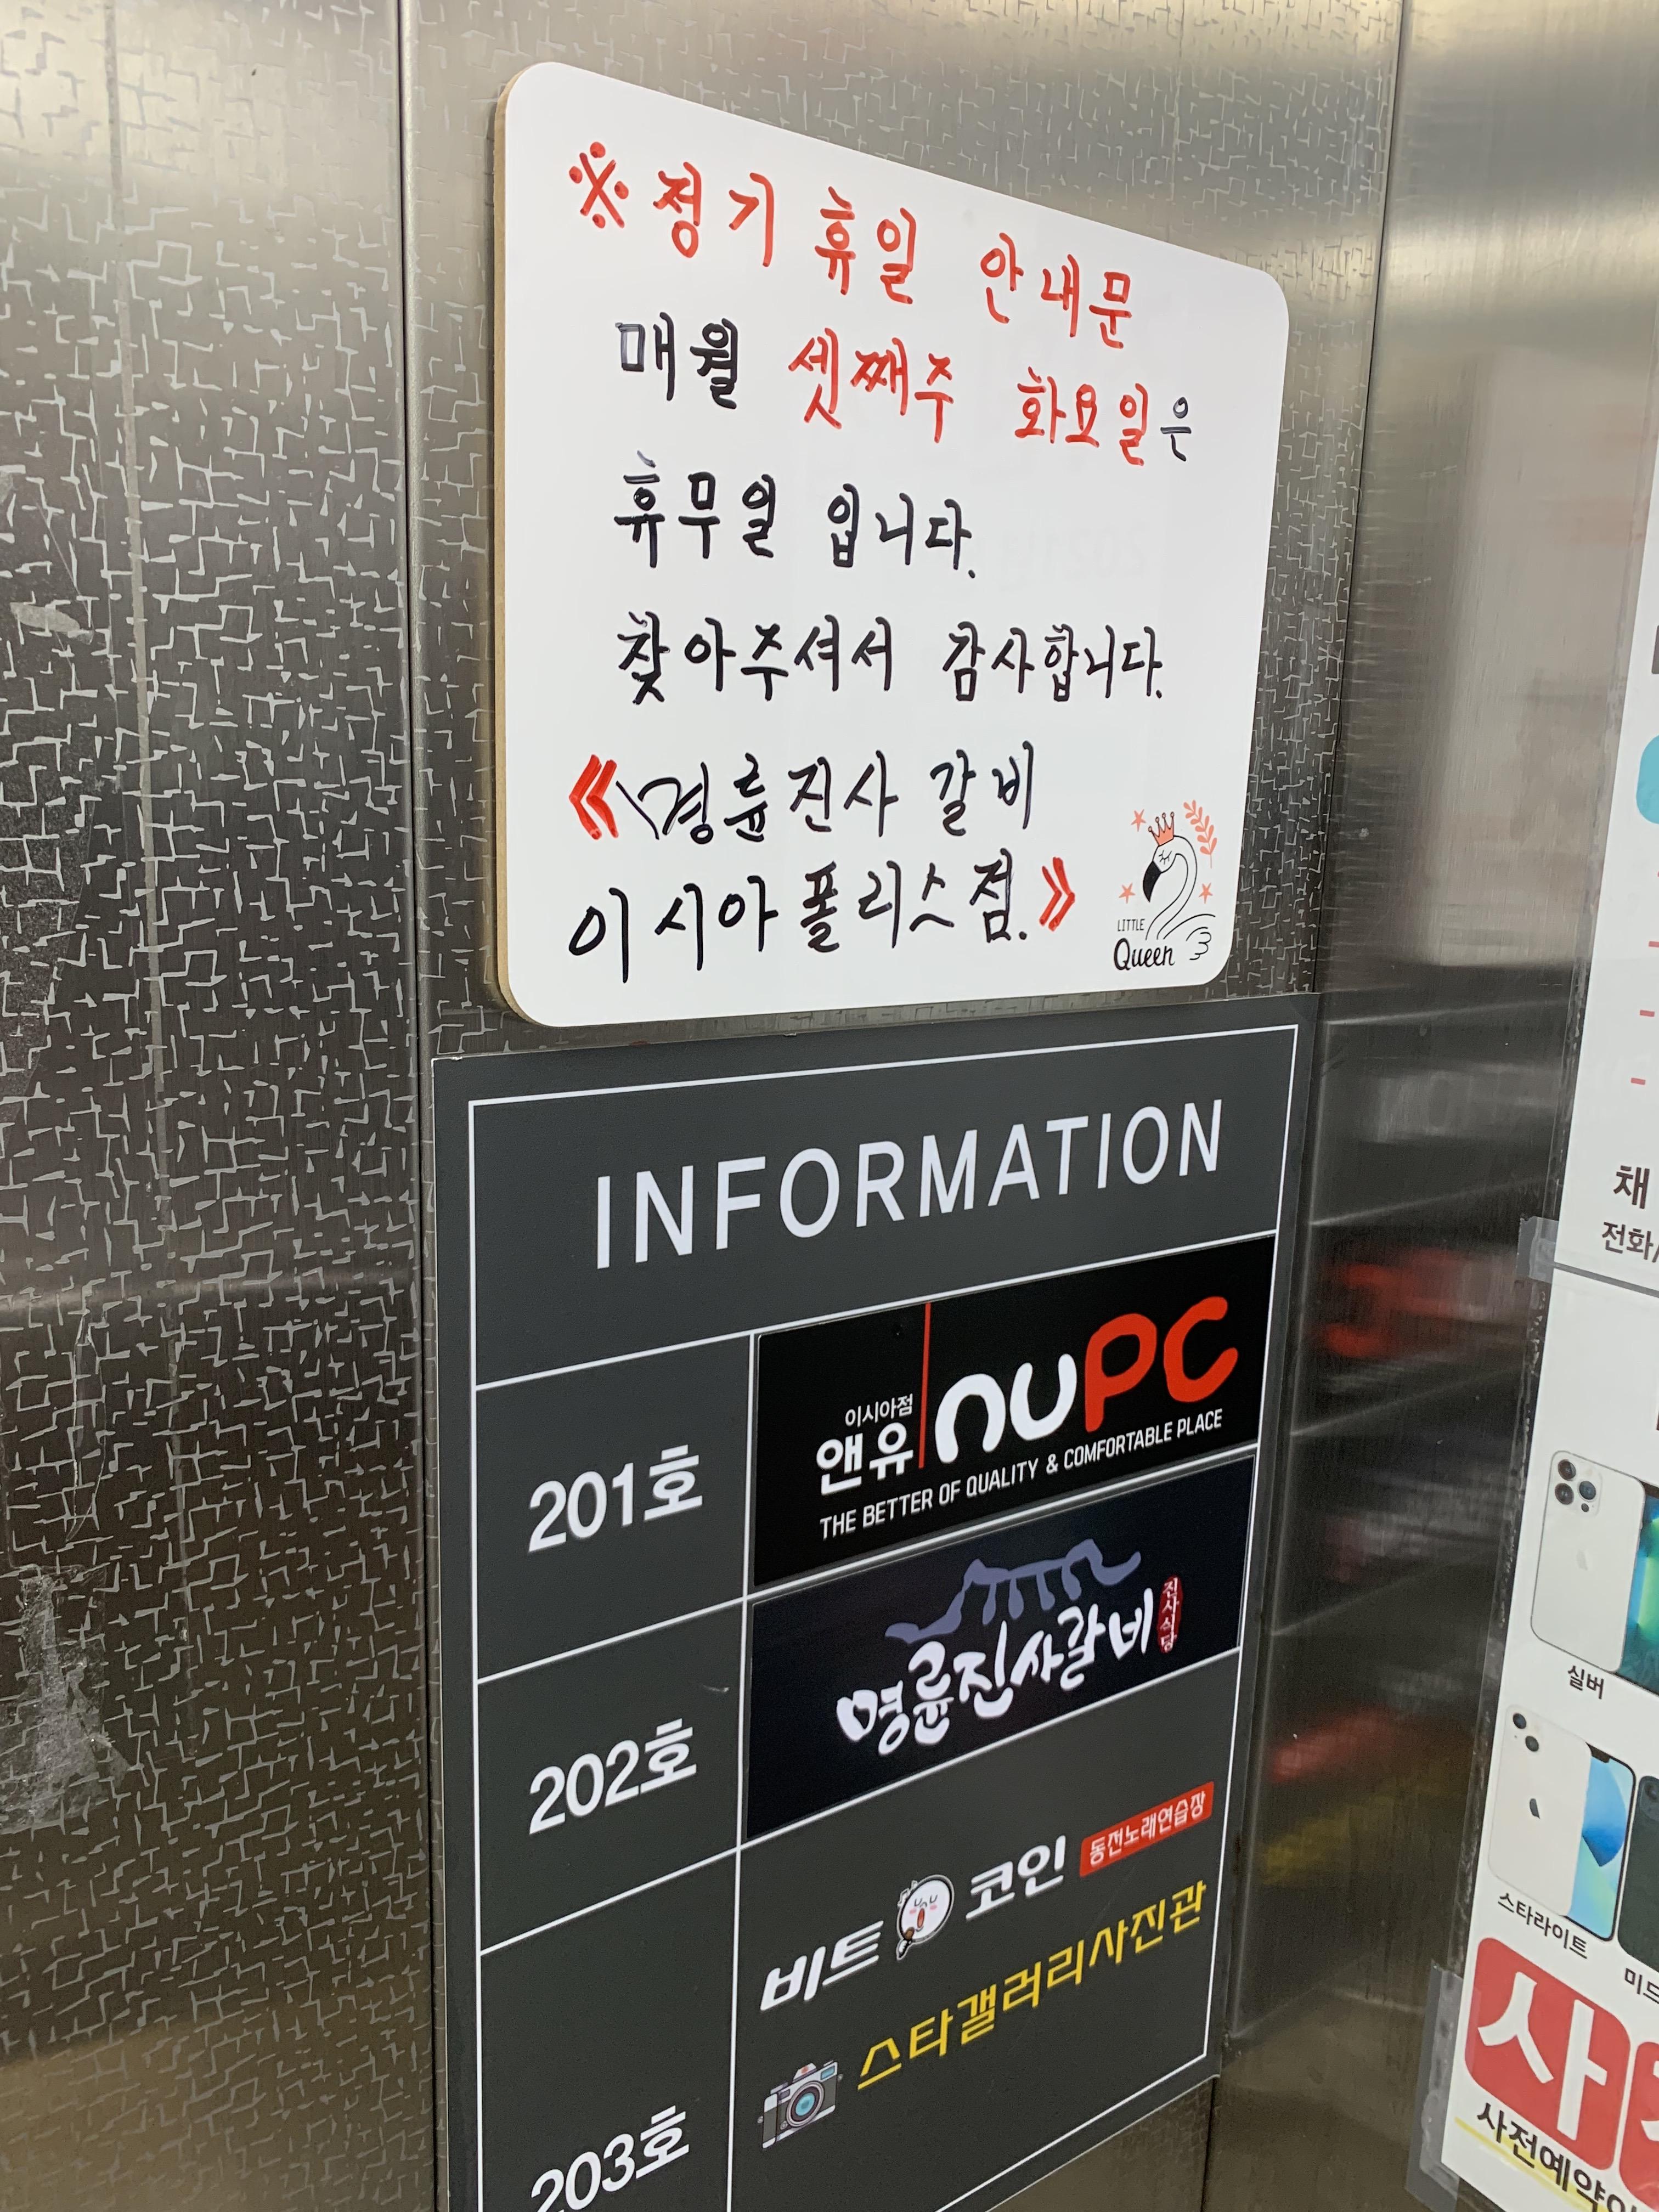 ※정기휴일 안내문
매월 셋째주 화요일은
휴무일 입니다.
찾아주셔서 감사합니다.
《명륜진사갈비
이시아폴리스점.》
LITTLE
Queen
INFORMATION
201호
이시아점
앤유
nuPC
THE BETTER OF QUALITY & COMFORTABLE PLACE
202호
명륜진사갈비
진사식당
203호
비트 코인 동전노래연습장
스타갤러리사진관
채
전화/
실버
스타라이트
미드
사
사전예약